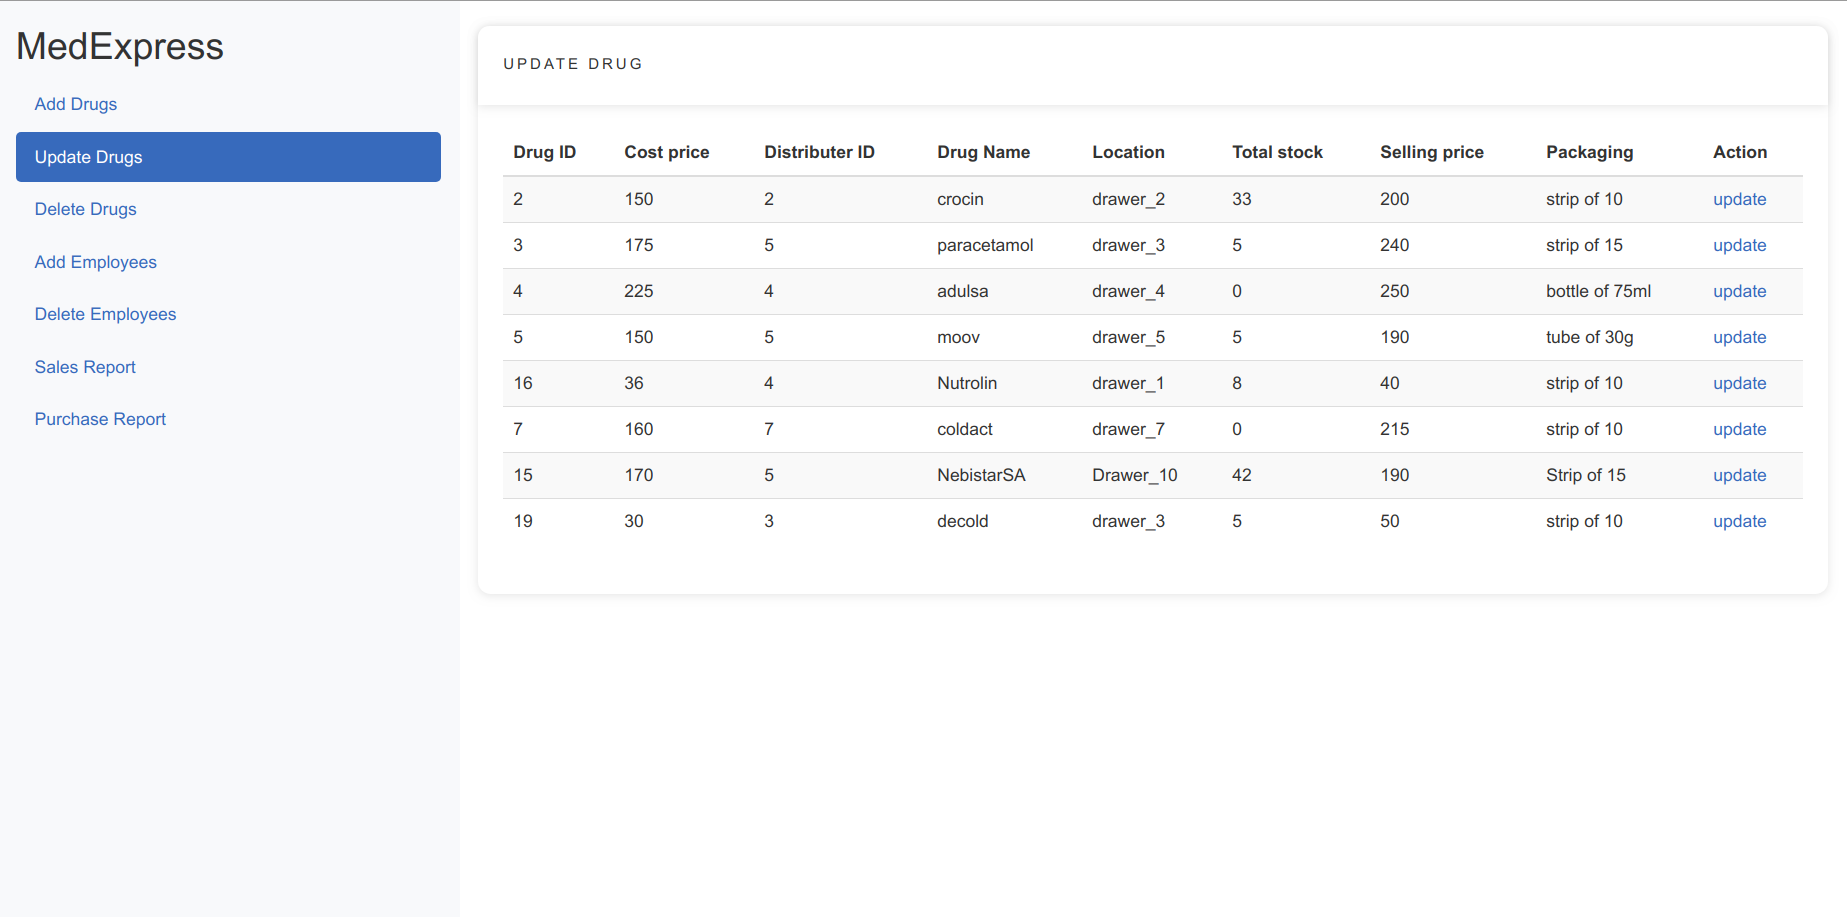 MedExpress
Add Drugs
Update Drugs
Delete Drugs
Add Employees
Delete Employees
Sales Report
Purchase Report
UPDATE DRUG
Drug ID Cost price Distributer ID Drug Name Location Total stock Selling price Packaging Action
2 150 2 crocin drawer_2 33 200 strip of 10 update
3 175 5 paracetamol drawer_3 5 240 strip of 15 update
4 225 4 adulsa drawer_4 0 250 bottle of 75ml update
5 150 5 moov drawer_5 5 190 tube of 30g update
16 36 4 Nutrolin drawer_1 8 40 strip of 10 update
7 160 7 coldact drawer_7 0 215 strip of 10 update
15 170 5 NebistarSA Drawer_10 42 190 Strip of 15 update
19 30 3 decold drawer_3 5 50 strip of 10 update